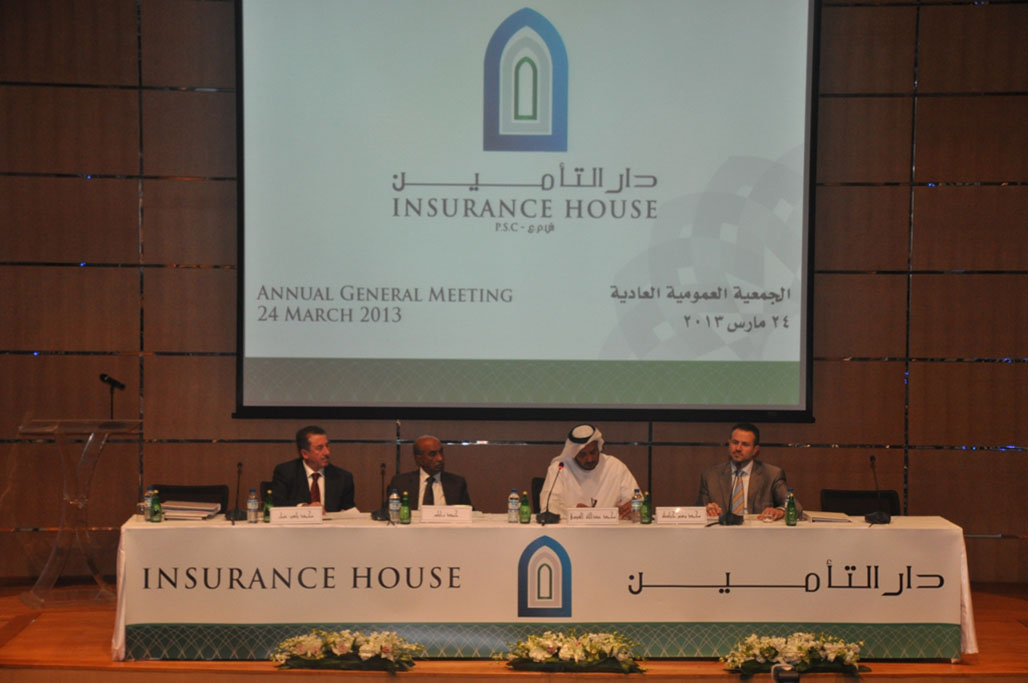 دار التأمين
INSURANCE HOUSE
P.S.C - ش.م.ع
ANNUAL GENERAL MEETING
24 MARCH 2013
الجمعية العمومية العادية
٢٤ مارس ٢٠١٣
INSURANCE HOUSE
دار التأمين